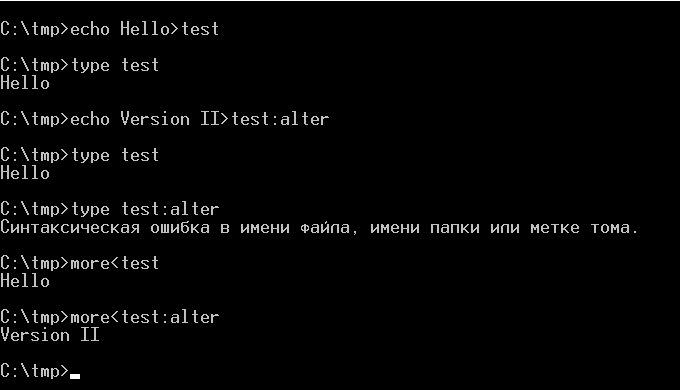 C:\tmp>echo Hello>test
C:\tmp>type test
Hello
C:\tmp>echo Version II>test:alter
C:\tmp>type test
Hello
C:\tmp>type test:alter
Синтаксическая ошибка в имени файла, имени папки или метке тома.
C:\tmp>more<test
Hello
C:\tmp>more<test:alter
Version II
C:\tmp>